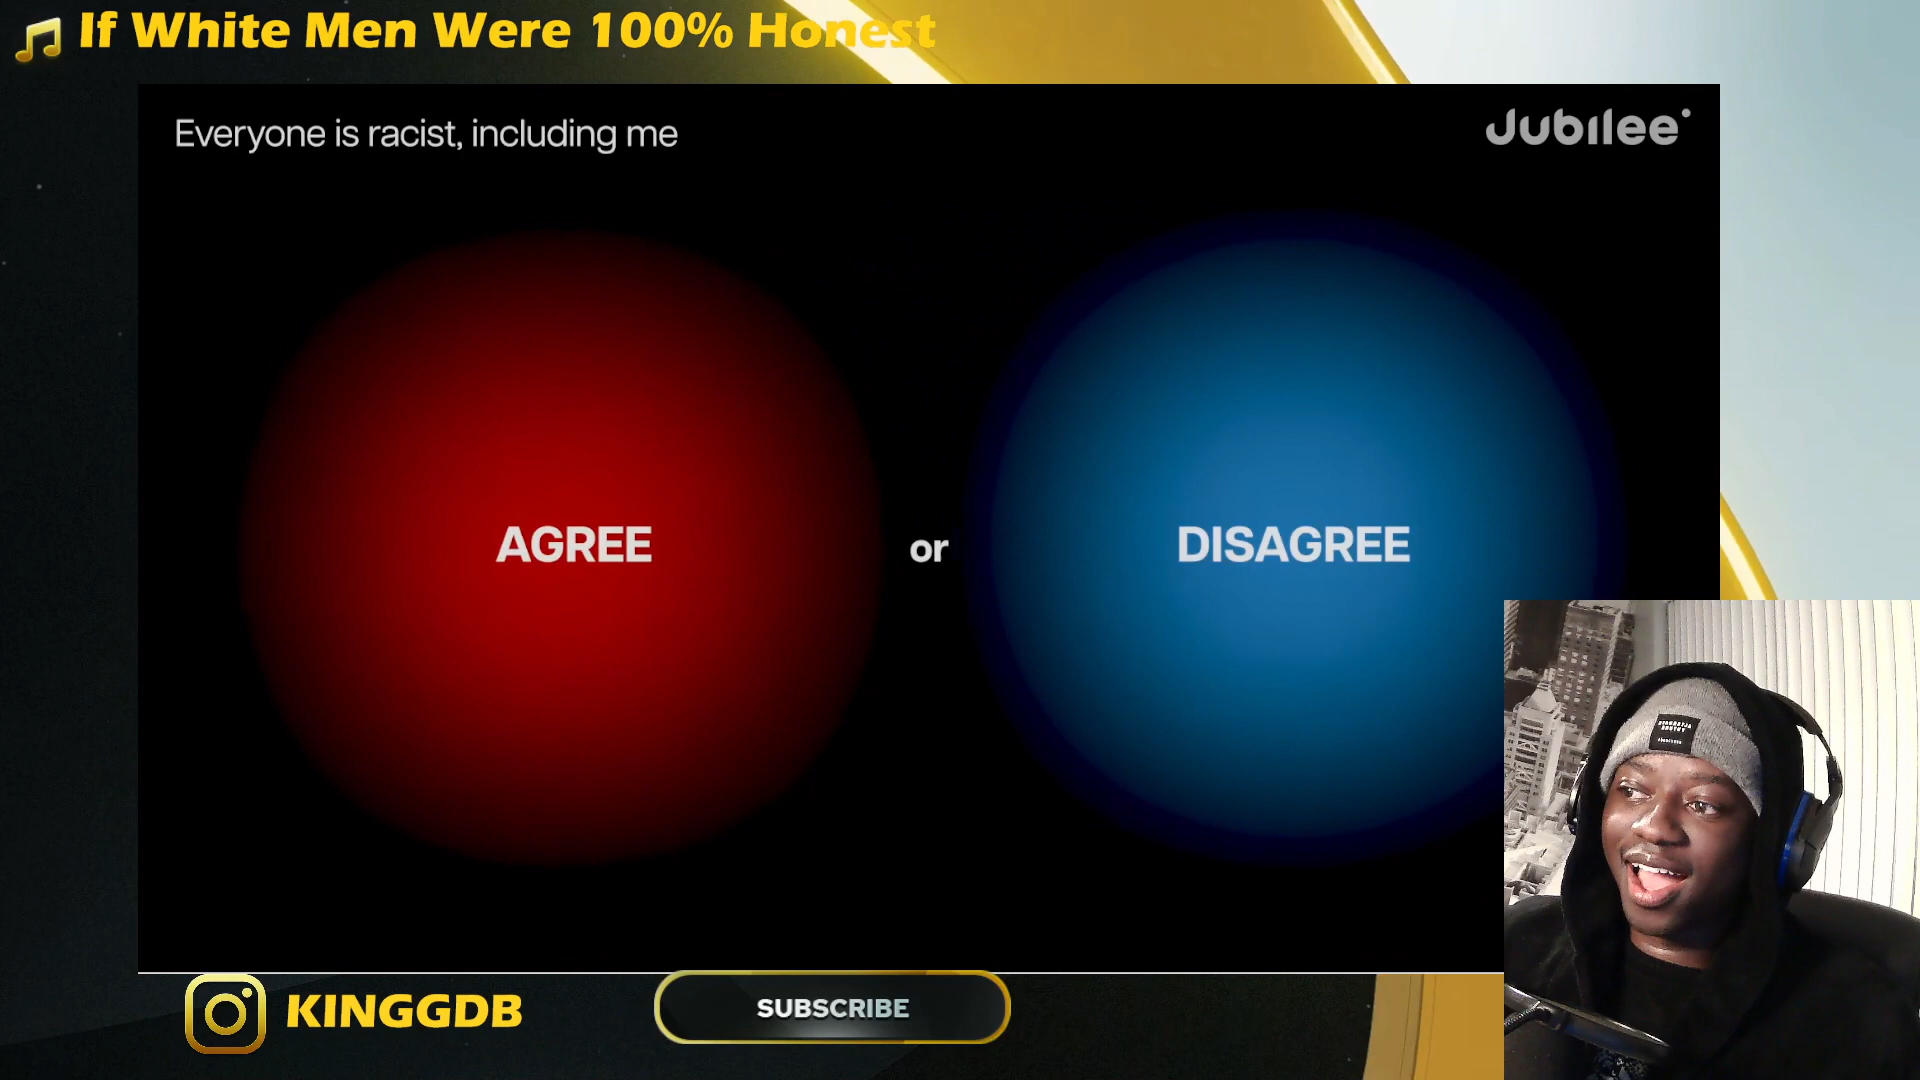 If White Men Were 100% Honest
Everyone is racist, including me
Jubilee
AGREE
or
DISAGREE
KINGGDB
SUBSCRIBE